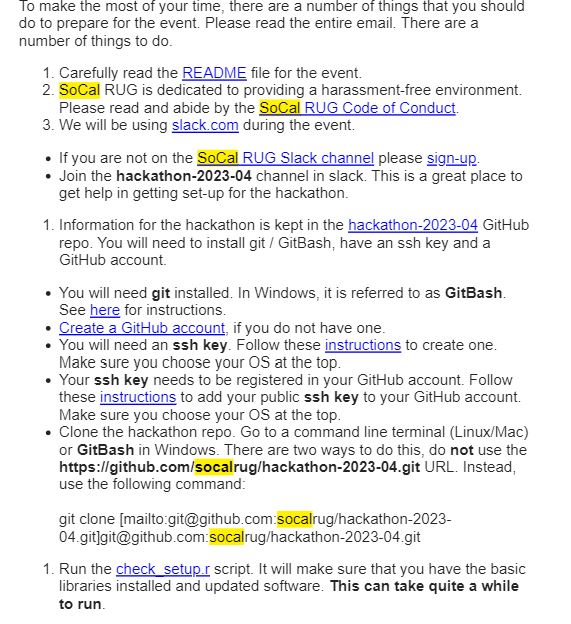 To make the most of your time, there are a number of things that you should
do to prepare for the event. Please read the entire email. There are a
number of things to do.
1. Carefully read the README file for the event.
2. SoCal RUG is dedicated to providing a harassment-free environment.
Please read and abide by the SoCal RUG Code of Conduct.
3. We will be using slack.com during the event.
• If you are not on the SoCal RUG Slack channel please sign-up.
• Join the hackathon-2023-04 channel in slack. This is a great place to
get help in getting set-up for the hackathon.
1. Information for the hackathon is kept in the hackathon-2023-04 GitHub
repo. You will need to install git / GitBash, have an ssh key and a
GitHub account.
• You will need git installed. In Windows, it is referred to as GitBash.
See here for instructions.
• Create a GitHub account, if you do not have one.
• You will need an ssh key. Follow these instructions to create one.
Make sure you choose your OS at the top.
• Your ssh key needs to be registered in your GitHub account. Follow
these instructions to add your public ssh key to your GitHub account.
Make sure you choose your OS at the top.
• Clone the hackathon repo. Go to a command line terminal (Linux/Mac)
or GitBash in Windows. There are two ways to do this, do not use the
https://github.com/socalrug/hackathon-2023-04.git URL. Instead,
use the following command:
git clone [mailto:git@github.com:socalrug/hackathon-2023-
04.git]git@github.com:socalrug/hackathon-2023-04.git
1. Run the check_setup.r script. It will make sure that you have the basic
libraries installed and updated software. This can take quite a while
to run.